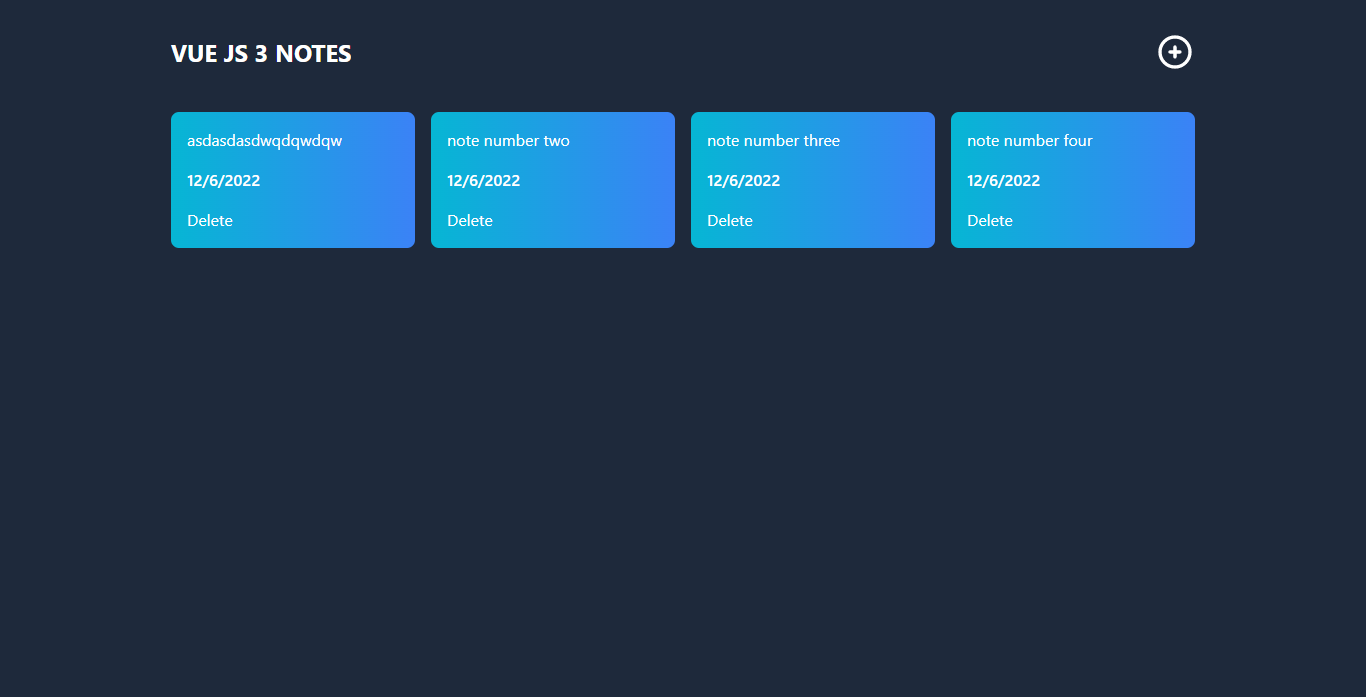 VUE JS 3 NOTES
asdasdasdwqdqwdqw
12/6/2022
Delete
note number two
12/6/2022
Delete
note number three
12/6/2022
Delete
note number four
12/6/2022
Delete